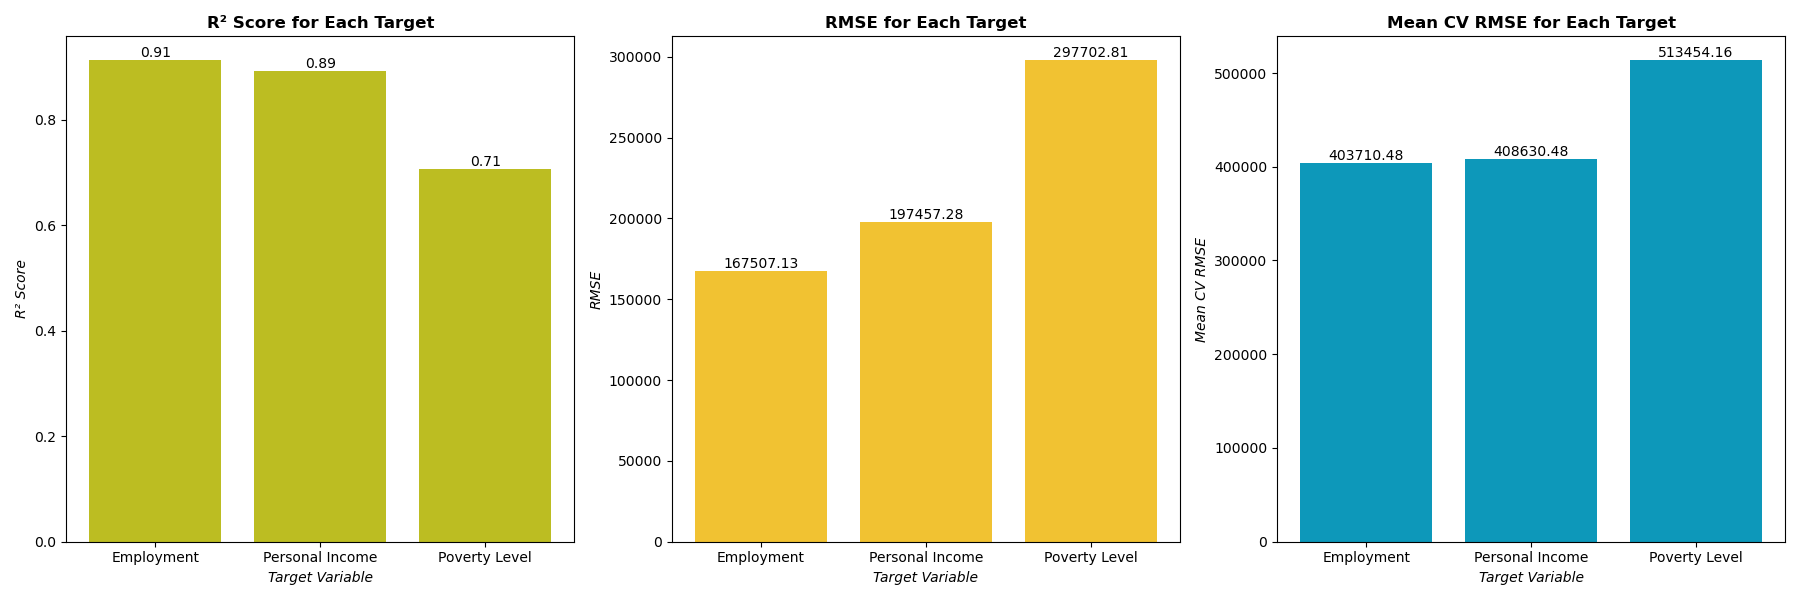 R² Score for Each Target
R² Score
0.8
0.6
0.4
0.2
0.0
0.91
0.89
0.71
Employment
Personal Income
Poverty Level
Target Variable
RMSE for Each Target
RMSE
300000
250000
200000
150000
100000
50000
0
167507.13
197457.28
297702.81
Employment
Personal Income
Poverty Level
Target Variable
Mean CV RMSE for Each Target
Mean CV RMSE
500000
400000
300000
200000
100000
0
403710.48
408630.48
513454.16
Employment
Personal Income
Poverty Level
Target Variable